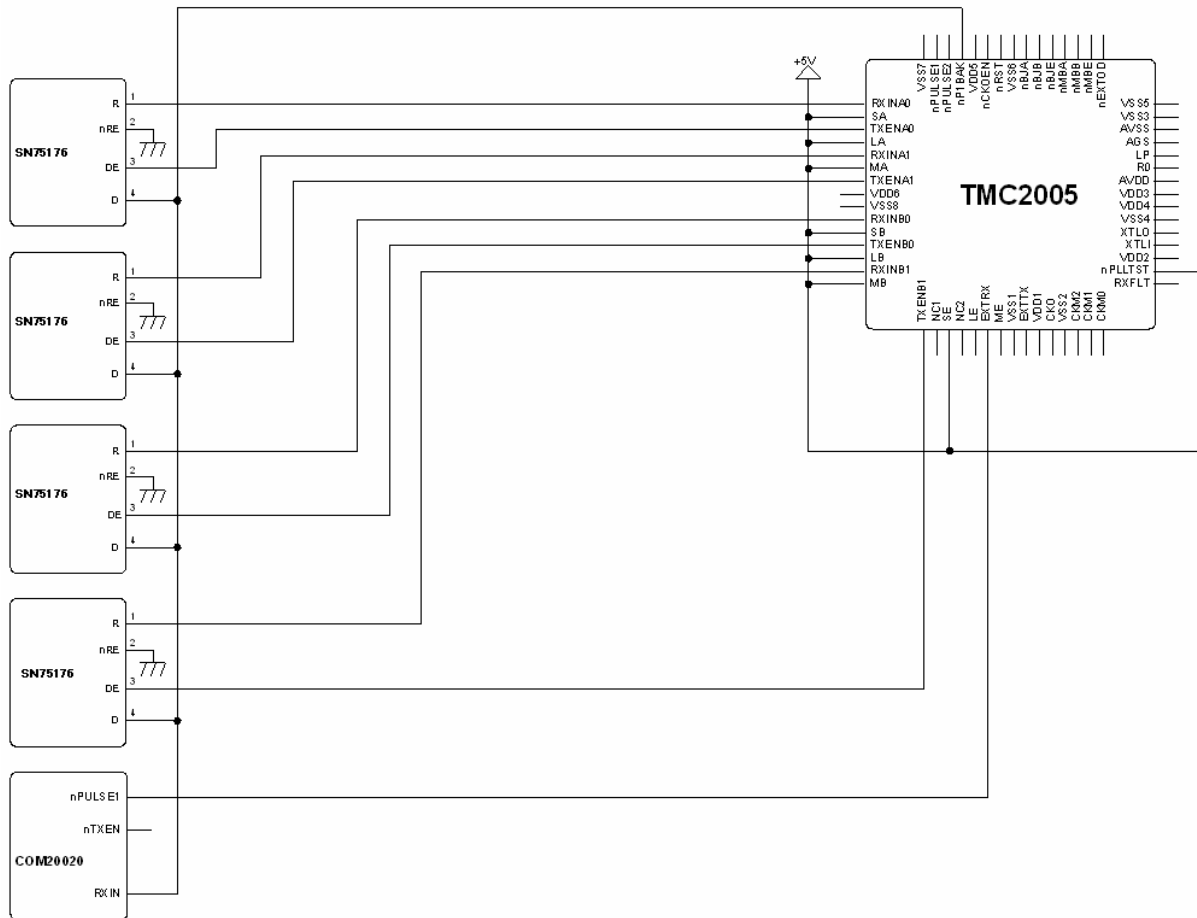 +5V
VSS7
nPULSE1
nPULSE2
nP1BAK
VDD5
nCKOEN
nRST
VSS6
nBJA
nBJB
nBJE
nMBA
nMBB
nMBE
nEXTOD
RXINA0
SA
TXENA0
LA
RXINA1
MA
TXENA1
VDD6
VSS8
RXINB0
SB
TXENB0
LB
RXINB1
MB
TMC2005
VSS5
VSS3
AVSS
AGS
LP
R0
AVDD
VDD3
VDD4
VSS4
XTLO
XTLI
VDD2
nPLLTST
RXFLT
TXENB1
NC1
SE
NC2
LE
EXTRX
ME
VSS1
EXTTX
VDD1
CKO
VSS2
CKM2
CKM1
CKM0
R 1
nRE 2
SN75176
DE 3
D 4
R 1
nRE 2
SN75176
DE 3
D 4
R 1
nRE 2
SN75176
DE 3
D 4
R 1
nRE 2
SN75176
DE 3
D 4
nPULSE1
nTXEN
COM20020
RXIN